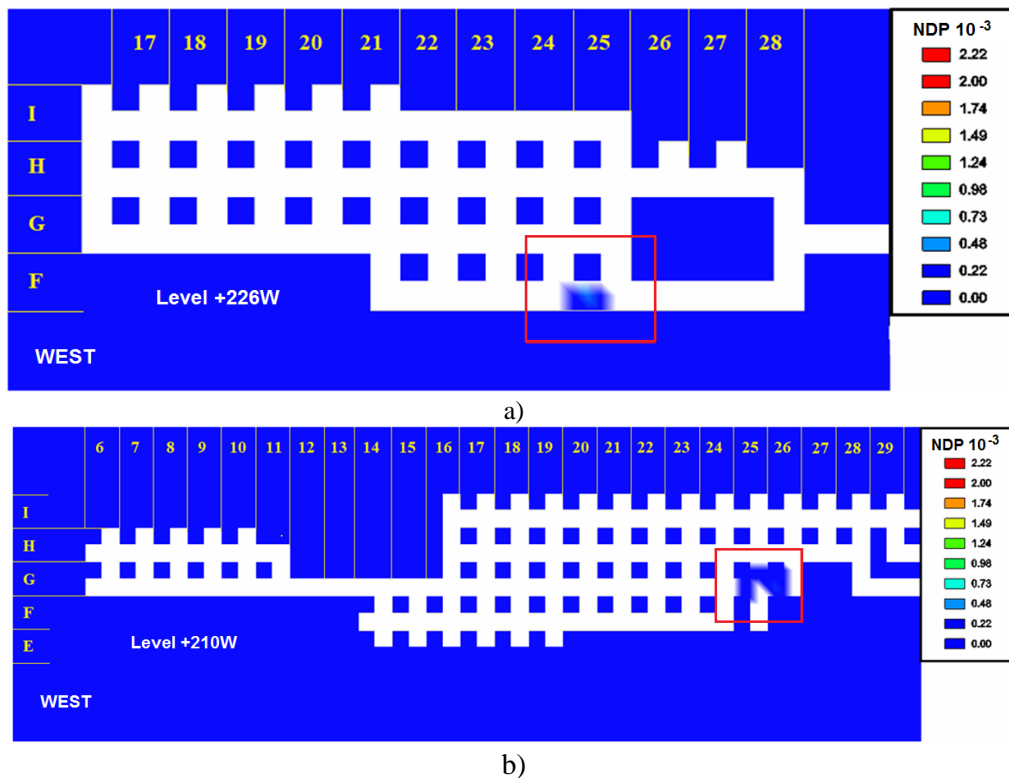 17 18 19 20 21 22 23 24 25 26 27 28
I
H
G
F
Level +226W
WEST
NDP 10 -3
2.22
2.00
1.74
1.49
1.24
0.98
0.73
0.48
0.22
0.00
a)
6 7 8 9 10 11 12 13 14 15 16 17 18 19 20 21 22 23 24 25 26 27 28 29
I
H
G
F
E
Level +210W
WEST
NDP 10 -3
2.22
2.00
1.74
1.49
1.24
0.98
0.73
0.48
0.22
0.00
b)